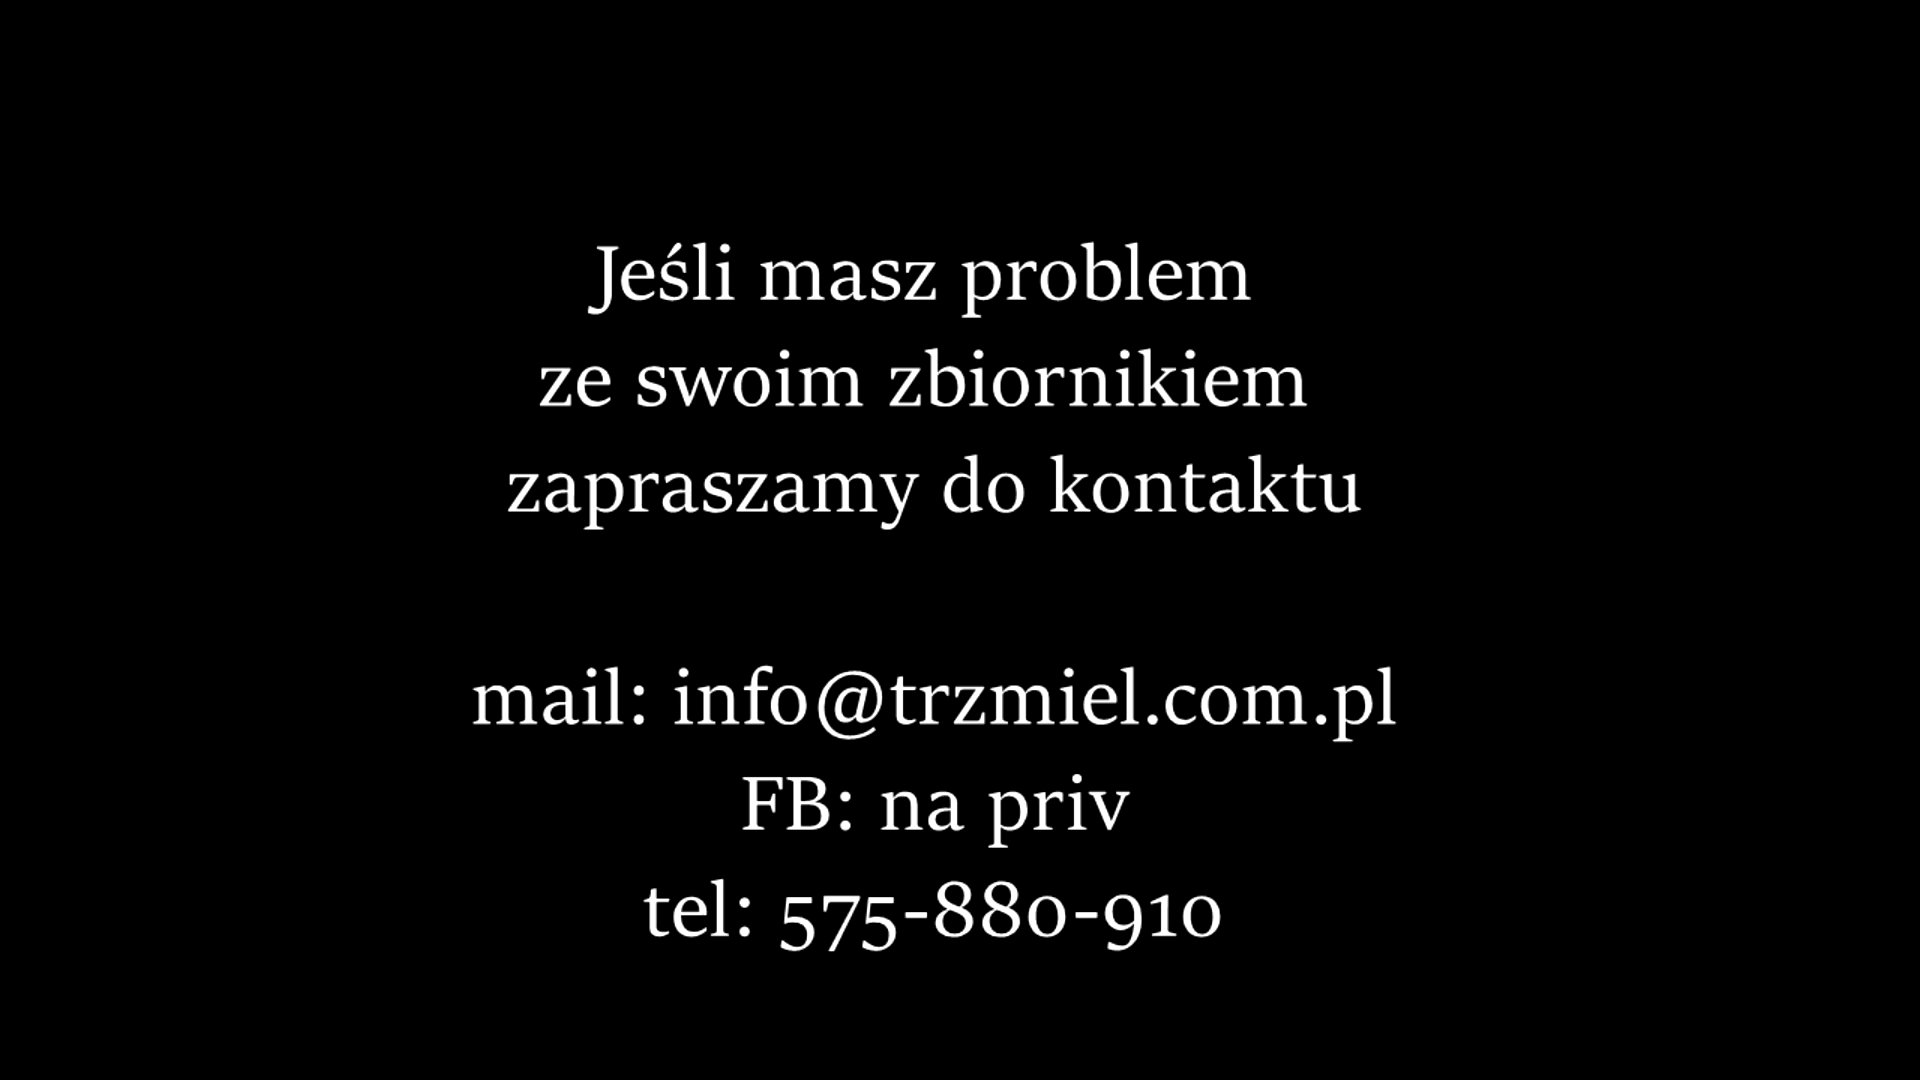 Jeśli masz problem
ze swoim zbiornikiem
zapraszamy do kontaktu
mail: info@trzmiel.com.pl
FB: na priv
tel: 575-880-910